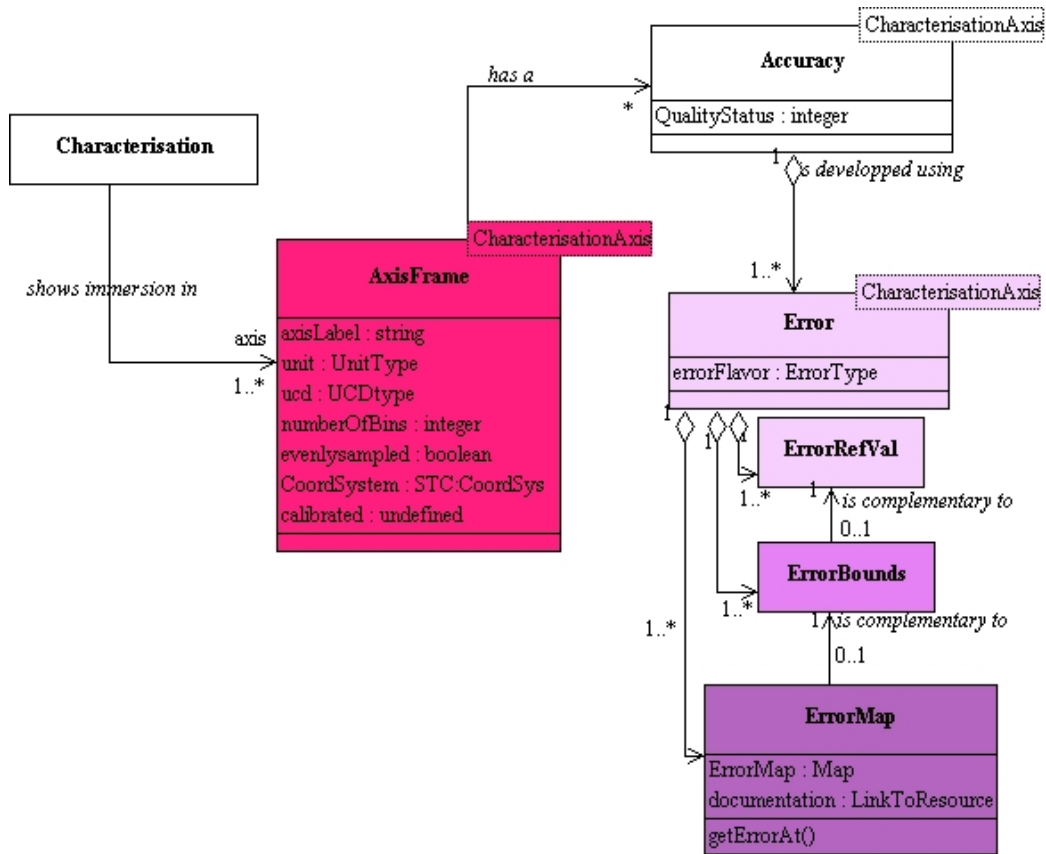 CharacterisationAxis
Accuracy
has a
*
QualityStatus : integer
Characterisation
1
is developped using
CharacterisationAxis
AxisFrame
shows immersion in
axis
1..*
axisLabel : string
unit : UnitType
ucd : UCDtype
numberOfBins : integer
evenlysampled : boolean
CoordSystem : STC:CoordSys
calibrated : undefined
1..*
CharacterisationAxis
Error
errorFlavor : ErrorType
1
1
1
ErrorRefVal
1..*
1
is complementary to
0..1
ErrorBounds
1..*
1
is complementary to
1..*
0..1
ErrorMap
ErrorMap : Map
documentation : LinkToResource
getErrorAt()